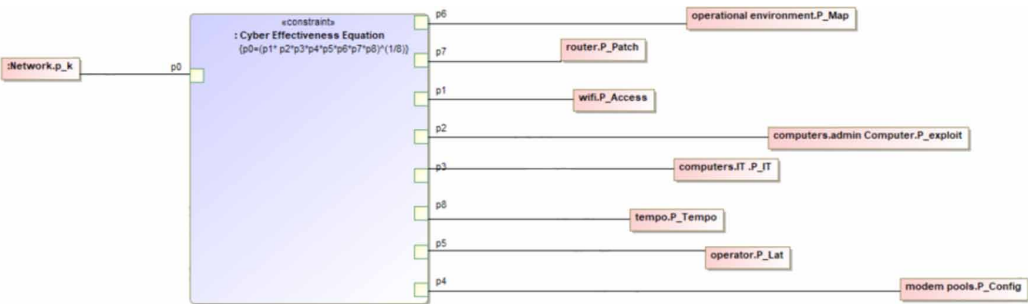 «constraint»
: Cyber Effectiveness Equation
{p0=(p1* p2*p3*p4*p5*p6*p7*p8)^(1/8)}
:Network.p_k
p0
p6
operational environment.P_Map
p7
router.P_Patch
p1
wifi.P_Access
p2
computers.admin Computer.P_exploit
p3
computers.IT .P_IT
p8
tempo.P_Tempo
p5
operator.P_Lat
p4
modem pools.P_Config